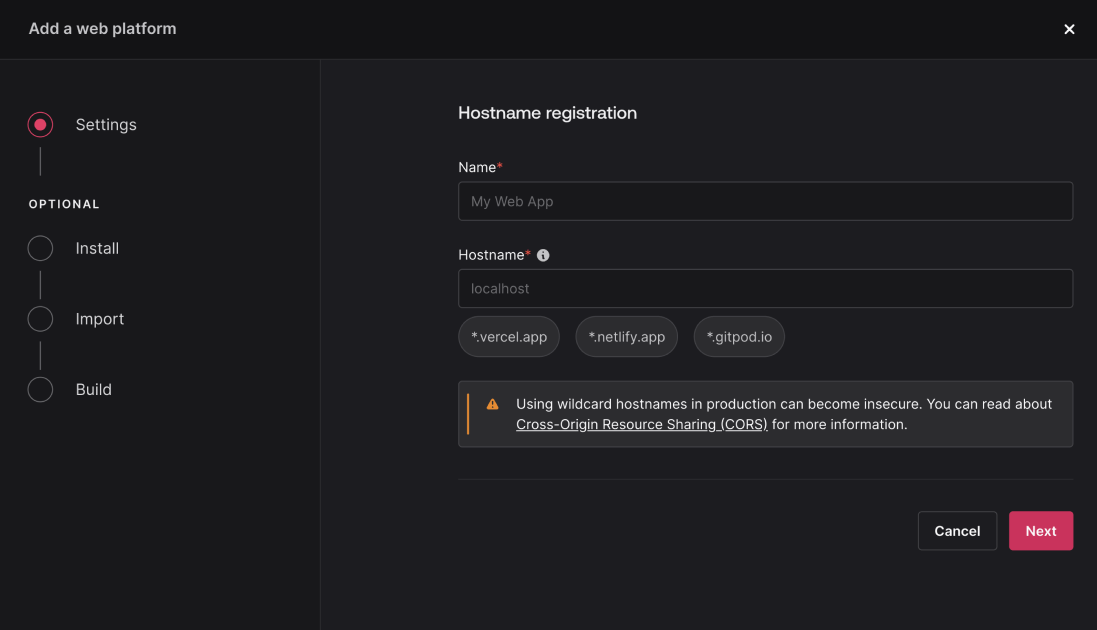 Add a web platform
Settings
OPTIONAL
Install
Import
Build
Hostname registration
Name*
My Web App
Hostname*
localhost
*.vercel.app
*.netlify.app
*.gitpod.io
Using wildcard hostnames in production can become insecure. You can read about
Cross-Origin Resource Sharing (CORS) for more information.
Cancel
Next